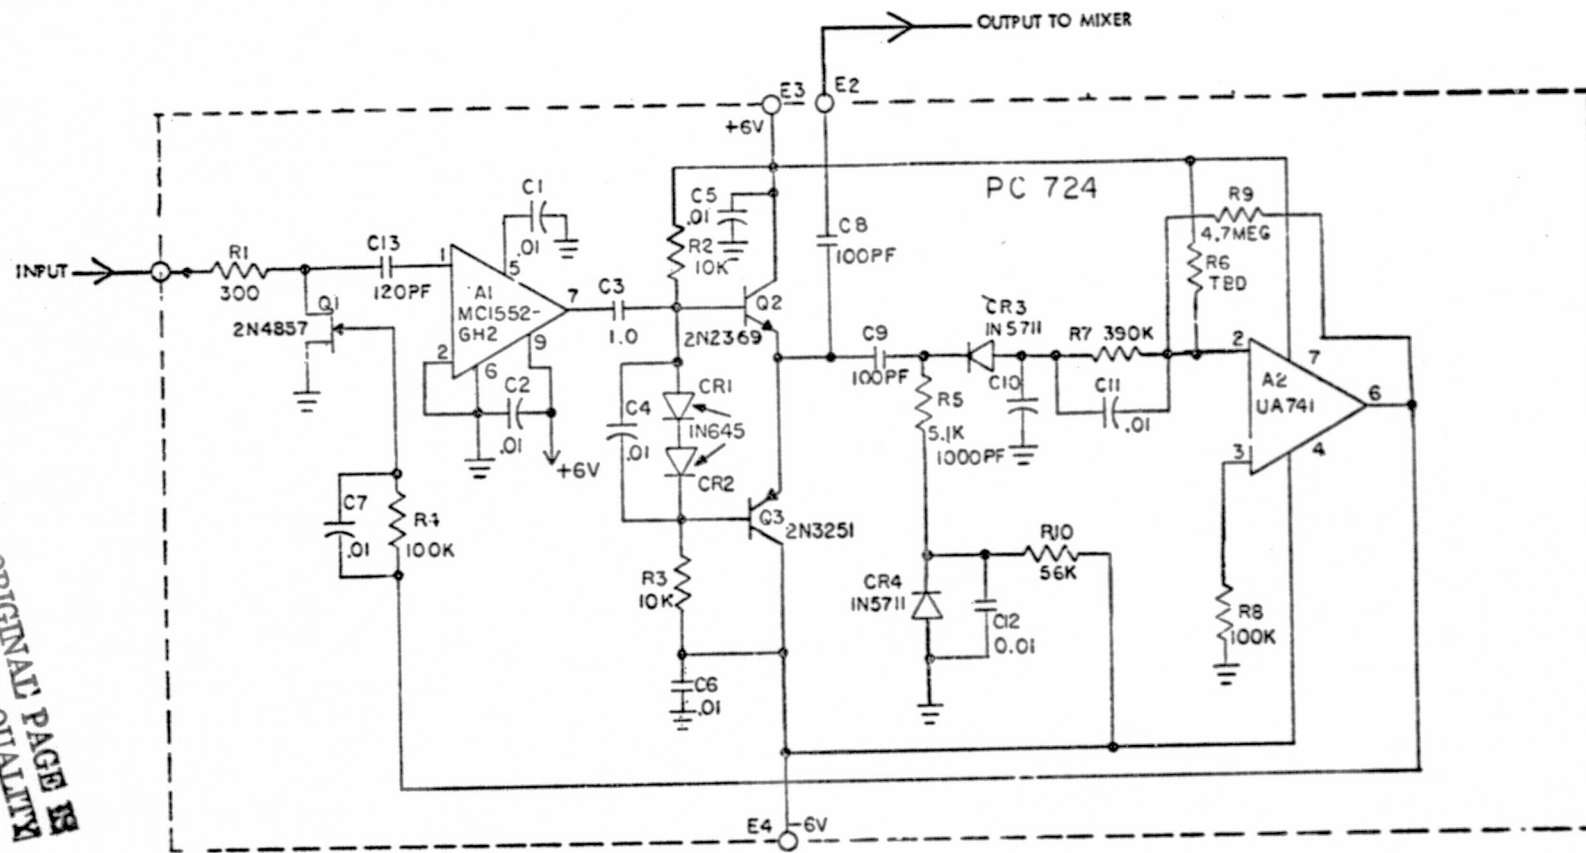 OUTPUT TO MIXER
E3
E2
+6V
PC 724
INPUT
R1
300
C13
120PF
C1
.01
1
5
A1
MC1552-
GH2
7
2
6
9
C2
.01
+6V
Q1
2N4857
C3
1.0
C5
.01
R2
10K
Q2
2N2369
C8
100PF
C4
.01
CR1
1N645
CR2
C9
100PF
CR3
1N5711
R5
5.1K
C10
1000PF
R7 390K
C11
.01
R9
4.7MEG
R6
TBD
2
7
A2
UA741
6
3
4
C7
.01
R4
100K
Q3
2N3251
R3
10K
C6
.01
CR4
1N5711
C12
0.01
R10
56K
R8
100K
E4
-6V
ORIGINAL PAGE IS
QUALITY